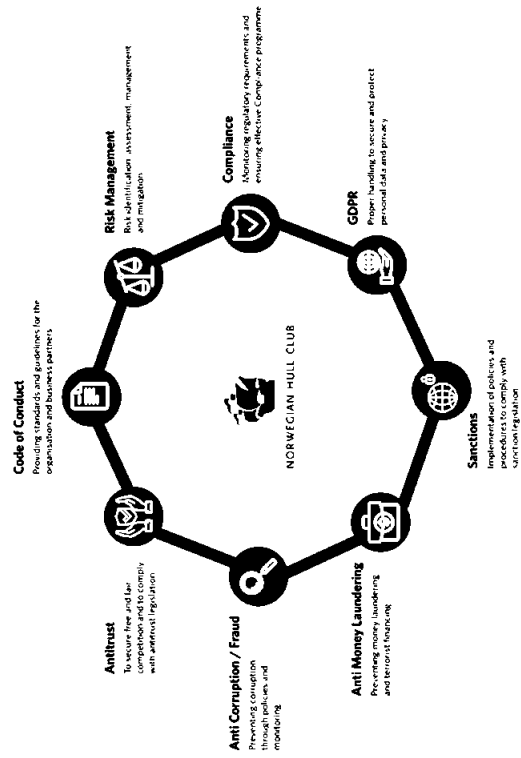 Code of Conduct
Providing standards and guidelines for the
organisation and business partners
Risk Management
Risk identification assessment, management
and mitigation
Compliance
Monitoring regulatory requirements and
ensuring effective Compliance programme
GDPR
Proper handling to secure and protect
personal data and privacy
Sanctions
Implementation of policies and
procedures to comply with
sanction legislation
Anti Money Laundering
Preventing money laundering
and terrorist financing
Anti Corruption / Fraud
Preventing corruption
through policies and
monitoring
Antitrust
To secure free and fair
competition and to comply
with antitrust legislation
NORWEGIAN HULL CLUB